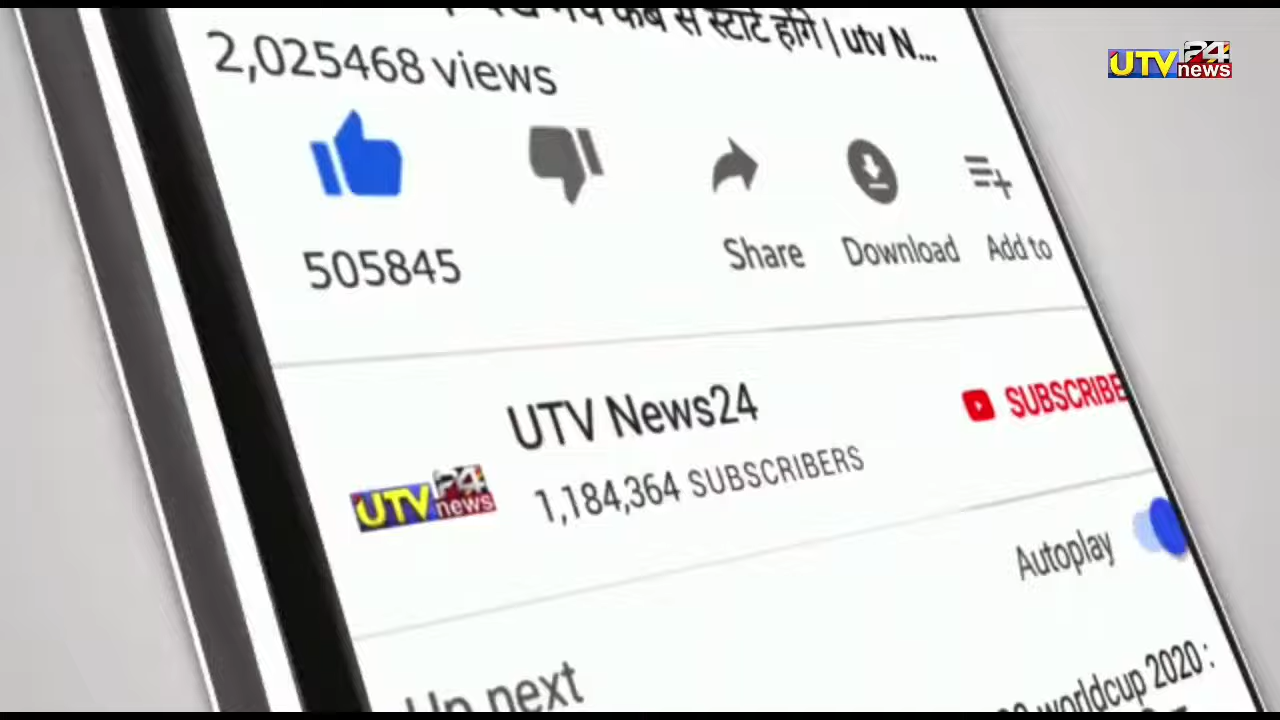 कब से स्टार्ट होंगे | utv N...
2,025468 views
UTV 24 news
505845
Share
Download
Add to
UTV News24
1,184,364 SUBSCRIBERS
SUBSCRIBE
UTV 24 news
Autoplay
Up next
worldcup 2020 :